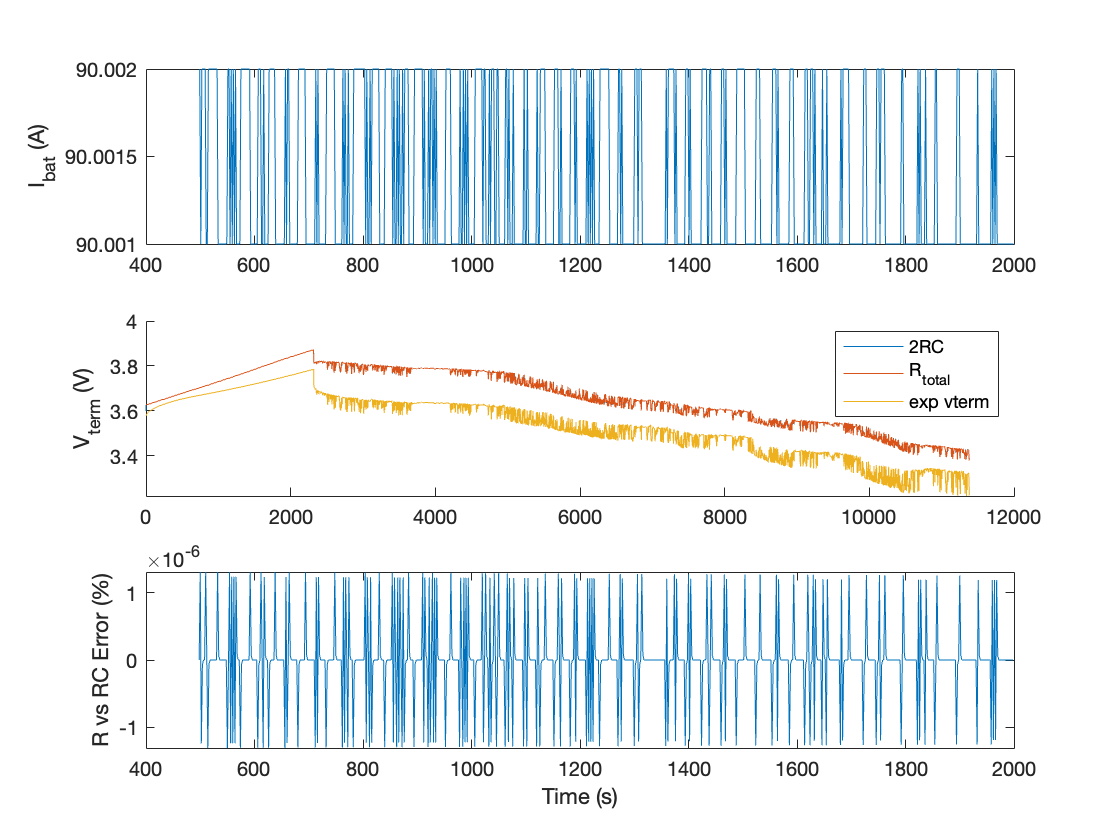 90.002
90.0015
90.001
I_bat (A)
400 600 800 1000 1200 1400 1600 1800 2000
4
3.8
3.6
3.4
V_term (V)
2RC
R_total
exp vterm
0 2000 4000 6000 8000 10000 12000
×10^-6
1
0
-1
R vs RC Error (%)
400 600 800 1000 1200 1400 1600 1800 2000
Time (s)